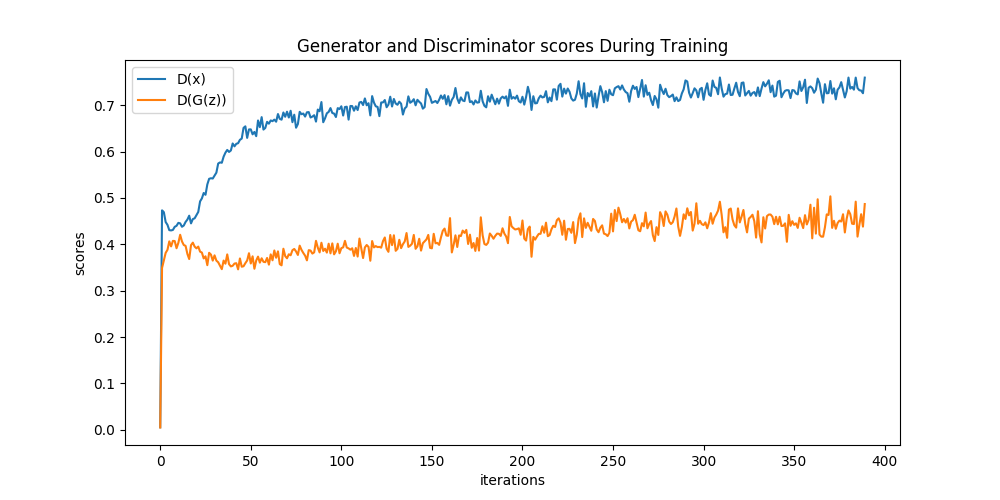 Generator and Discriminator scores During Training
D(x)
D(G(z))
scores
0.7
0.6
0.5
0.4
0.3
0.2
0.1
0.0
0 50 100 150 200 250 300 350 400
iterations